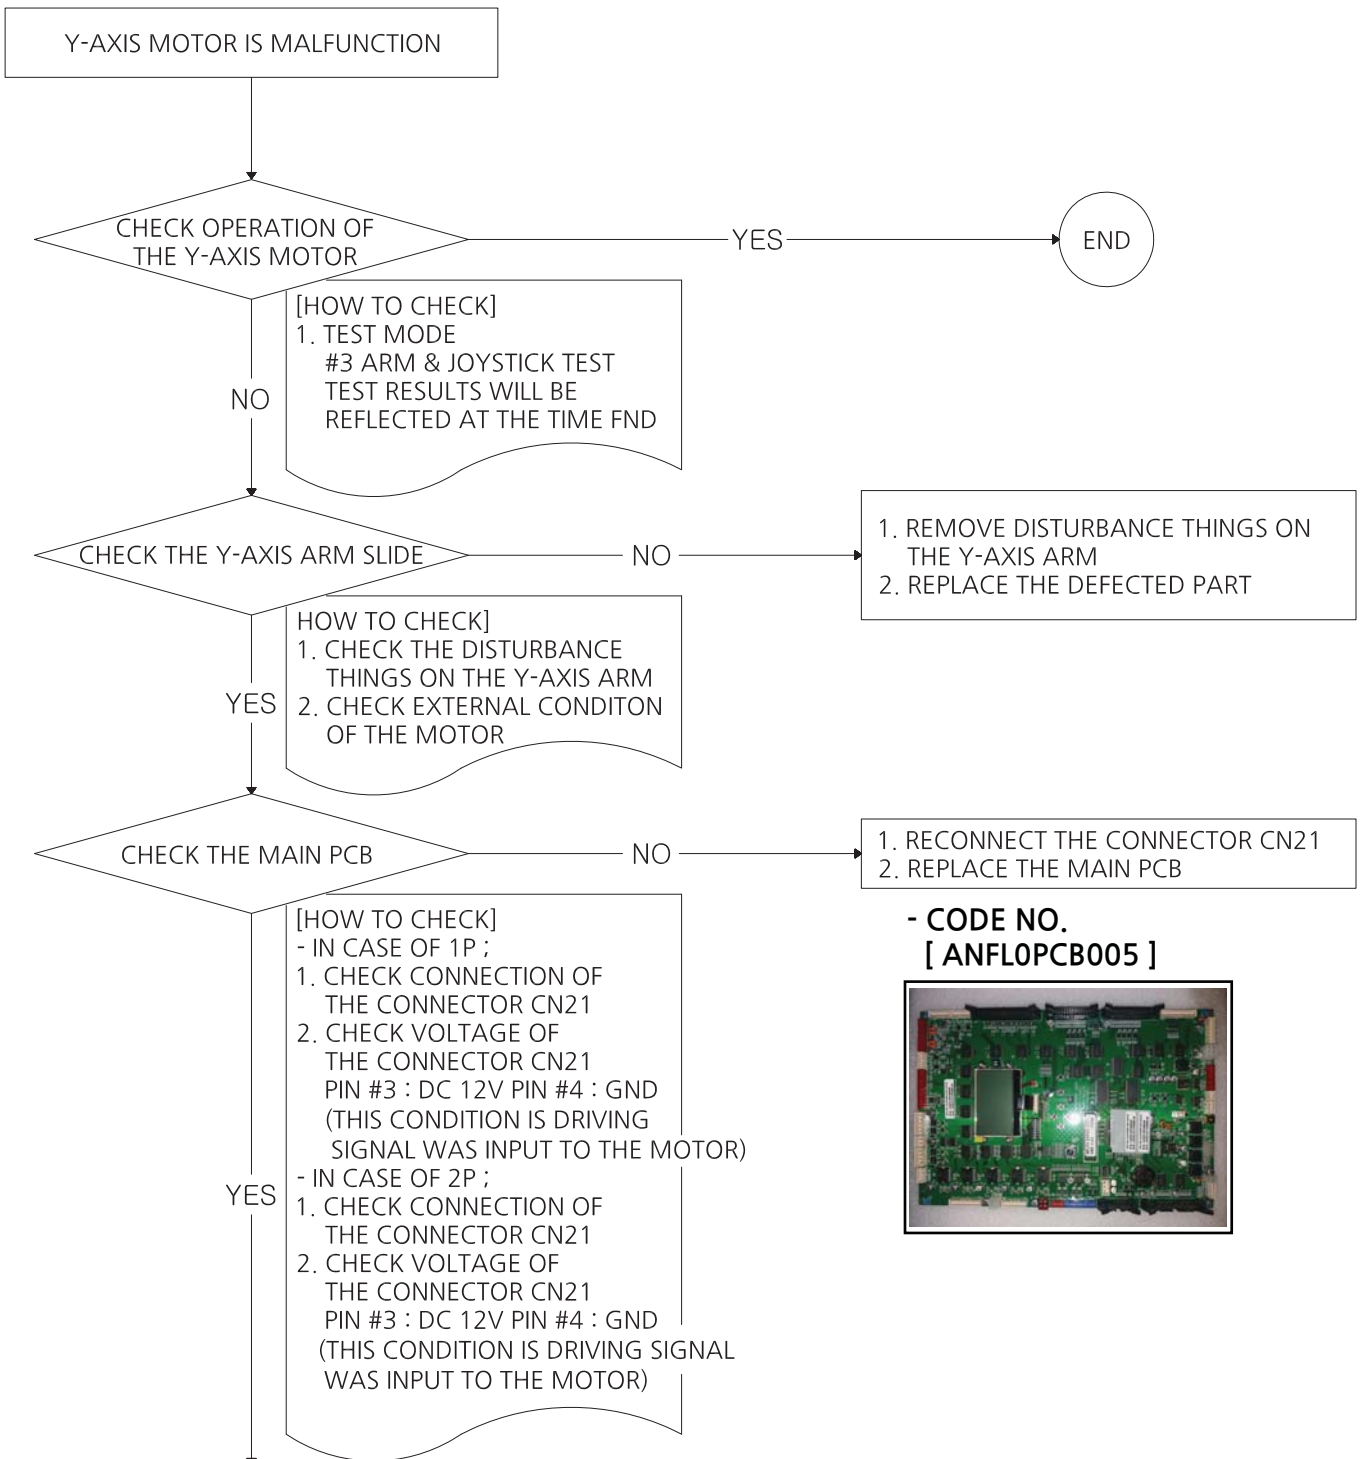 Y-AXIS MOTOR IS MALFUNCTION
CHECK OPERATION OF
THE Y-AXIS MOTOR
YES
END
[HOW TO CHECK]
1. TEST MODE
#3 ARM & JOYSTICK TEST
TEST RESULTS WILL BE
REFLECTED AT THE TIME FND
NO
CHECK THE Y-AXIS ARM SLIDE
NO
1. REMOVE DISTURBANCE THINGS ON
THE Y-AXIS ARM
2. REPLACE THE DEFECTED PART
HOW TO CHECK]
1. CHECK THE DISTURBANCE
THINGS ON THE Y-AXIS ARM
2. CHECK EXTERNAL CONDITON
OF THE MOTOR
YES
CHECK THE MAIN PCB
NO
1. RECONNECT THE CONNECTOR CN21
2. REPLACE THE MAIN PCB
- CODE NO.
[ ANFL0PCB005 ]
[HOW TO CHECK]
- IN CASE OF 1P ;
1. CHECK CONNECTION OF
THE CONNECTOR CN21
2. CHECK VOLTAGE OF
THE CONNECTOR CN21
PIN #3 : DC 12V PIN #4 : GND
(THIS CONDITION IS DRIVING
SIGNAL WAS INPUT TO THE MOTOR)
- IN CASE OF 2P ;
1. CHECK CONNECTION OF
THE CONNECTOR CN21
2. CHECK VOLTAGE OF
THE CONNECTOR CN21
PIN #3 : DC 12V PIN #4 : GND
(THIS CONDITION IS DRIVING SIGNAL
WAS INPUT TO THE MOTOR)
YES